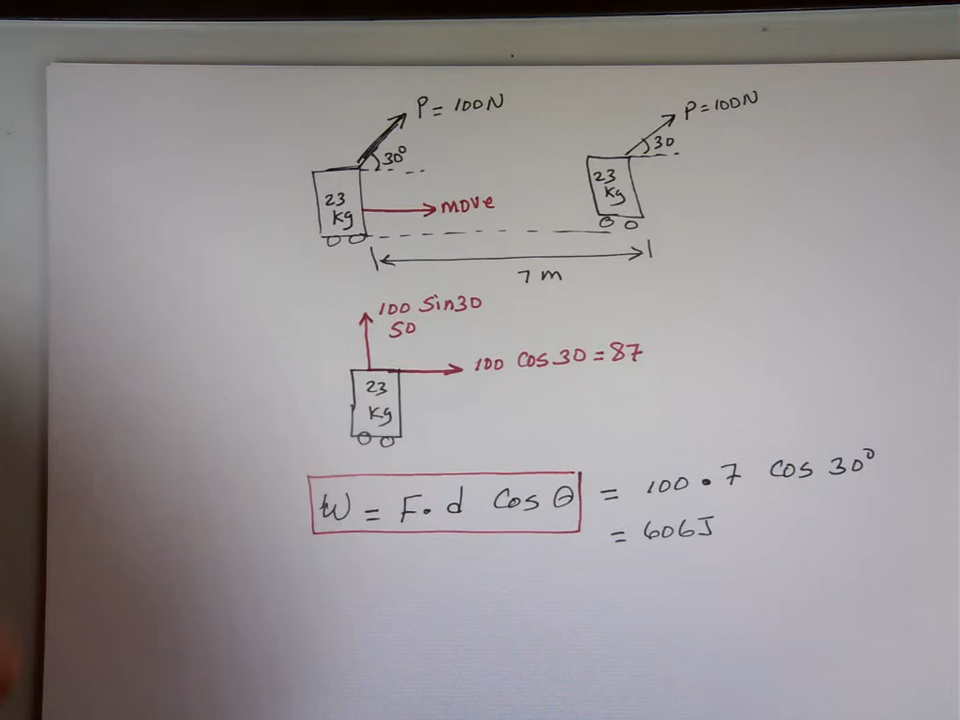 P = 100N
30°
23
kg
move
P = 100N
30
23
kg
7 m
100 Sin30
50
100 cos 30 = 87
23
kg
W = F. d Cos θ = 100 • 7 cos 30°
= 606J